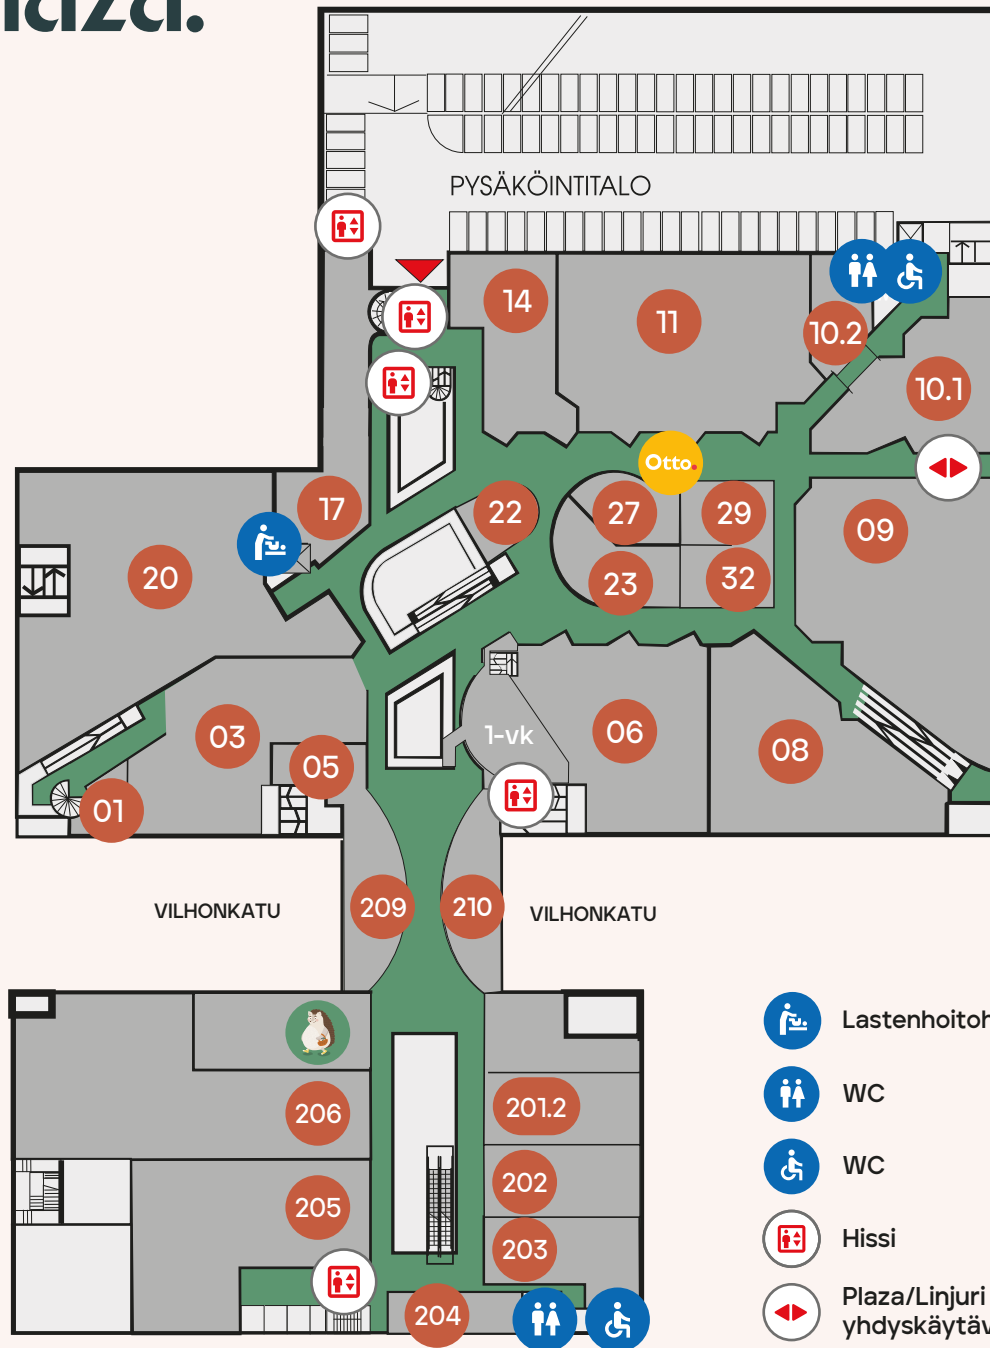 laza.
PYSÄKÖINTITALO
14
11
10.2
10.1
Otto.
17
22
27
29
09
20
23
32
03
05
1-vk
06
08
01
VILHONKATU
209
210
VILHONKATU
206
201.2
205
202
203
204
Lastenhoitoh
WC
WC
Hissi
Plaza/Linjuri
yhdyskäytäv